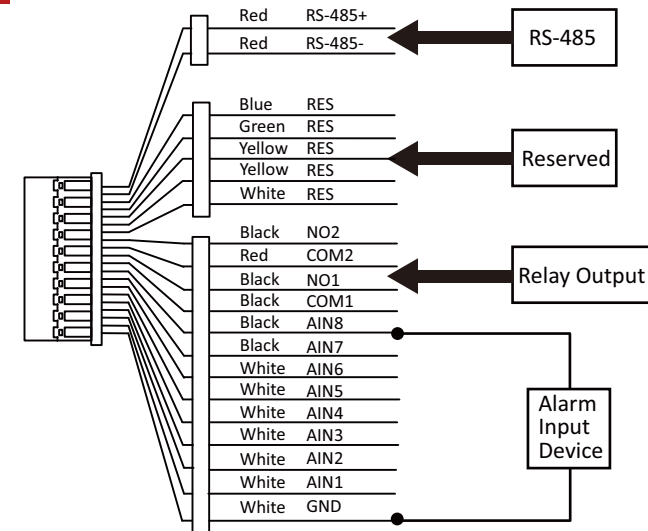 Red RS-485+
Red RS-485-
RS-485
Blue RES
Green RES
Yellow RES
Yellow RES
White RES
Reserved
Black NO2
Red COM2
Black NO1
Black COM1
Relay Output
Black AIN8
Black AIN7
White AIN6
White AIN5
White AIN4
White AIN3
White AIN2
White AIN1
White GND
Alarm
Input
Device